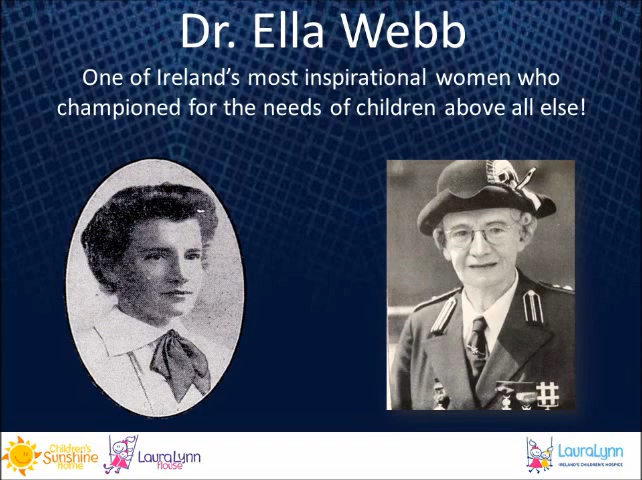 Dr. Ella Webb
One of Ireland's most inspirational women who
championed for the needs of children above all else!
Children's
Sunshine
Home
LauraLynn
House
LauraLynn
IRELAND'S CHILDREN'S HOSPICE